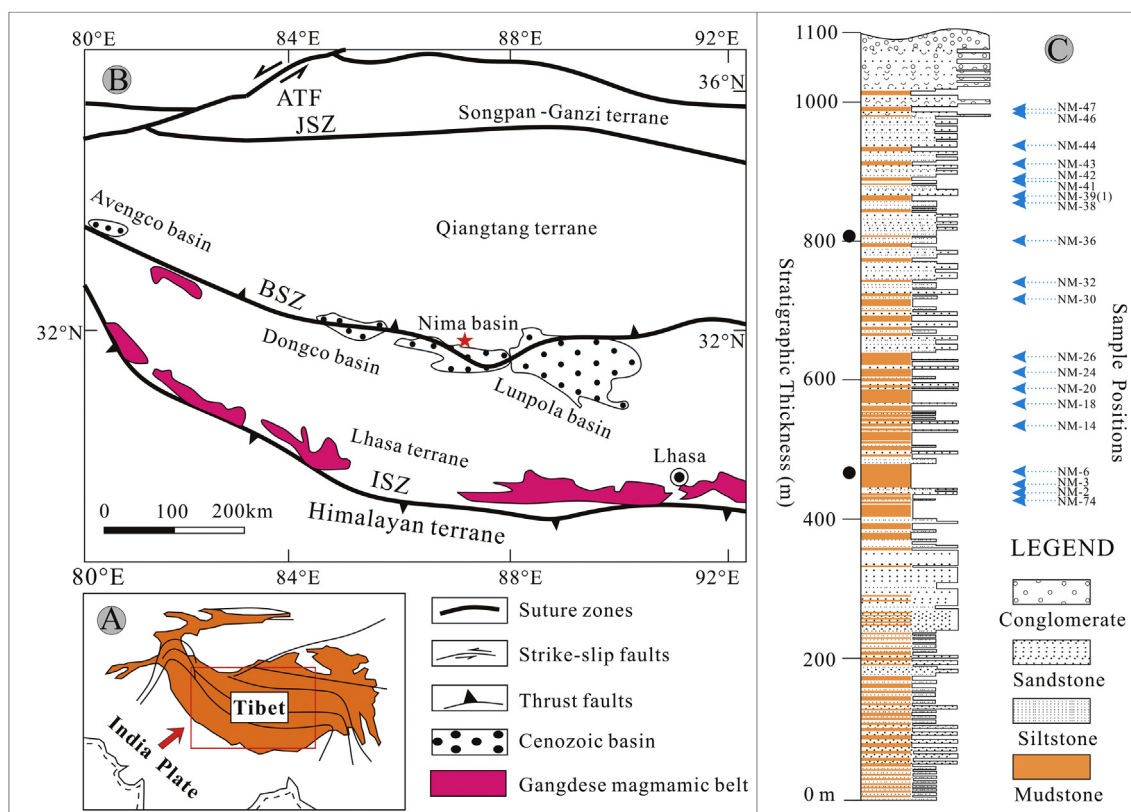 80°E
84°E
88°E
92°E
B
36°N
ATF
JSZ
Songpan-Ganzi terrane
Avengco basin
Qiangtang terrane
BSZ
32°N
Nima basin
32°N
Dongco basin
Lunpola basin
Lhasa terrane
Lhasa
ISZ
0 100 200km
Himalayan terrane
80°E
84°E
88°E
92°E
A
Tibet
India Plate
Suture zones
Strike-slip faults
Thrust faults
Cenozoic basin
Gangdese magmamic belt
C
1100
1000
800
600
400
200
0 m
Stratigraphic Thickness (m)
NM-47
NM-46
NM-44
NM-43
NM-42
NM-41
NM-39(1)
NM-38
NM-36
NM-32
NM-30
NM-26
NM-24
NM-20
NM-18
NM-14
NM-6
NM-3
NM-2
NM-74
Sample Positions
LEGEND
Conglomerate
Sandstone
Siltstone
Mudstone